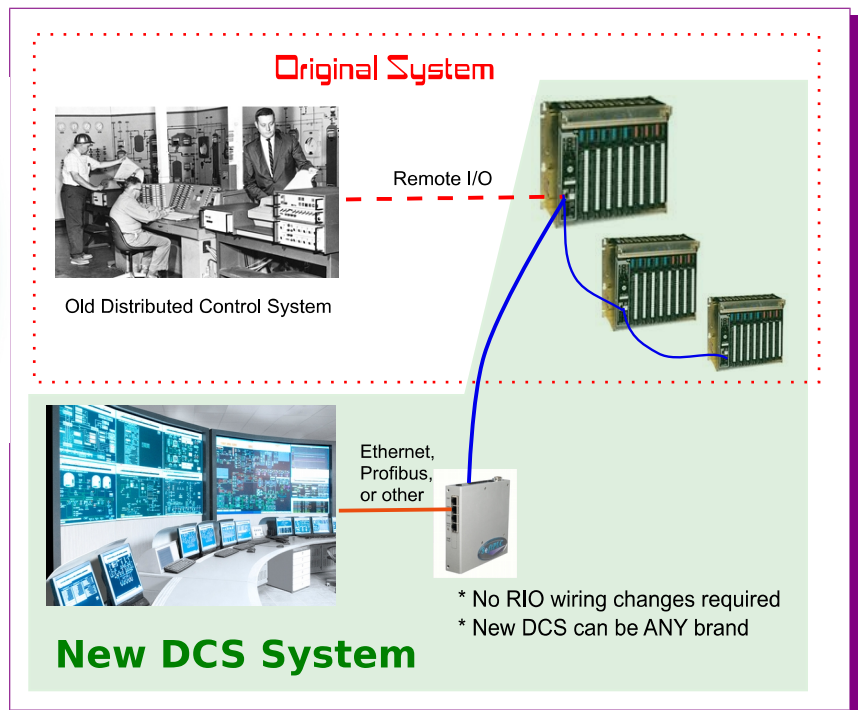 Original System
Remote I/O
Old Distributed Control System
Ethernet,
Profibus,
or other
* No RIO wiring changes required
* New DCS can be ANY brand
New DCS System